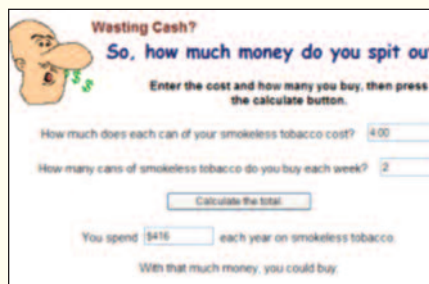 Wasting Cash?
So, how much money do you spit ou
Enter the cost and how many you buy, then press
the calculate button.
How much does each can of your smokeless tobacco cost? 4.00
How many cans of smokeless tobacco do you buy each week? 2
Calculate the total
You spend $416 each year on smokeless tobacco.
With that much money, you could buy:
$$